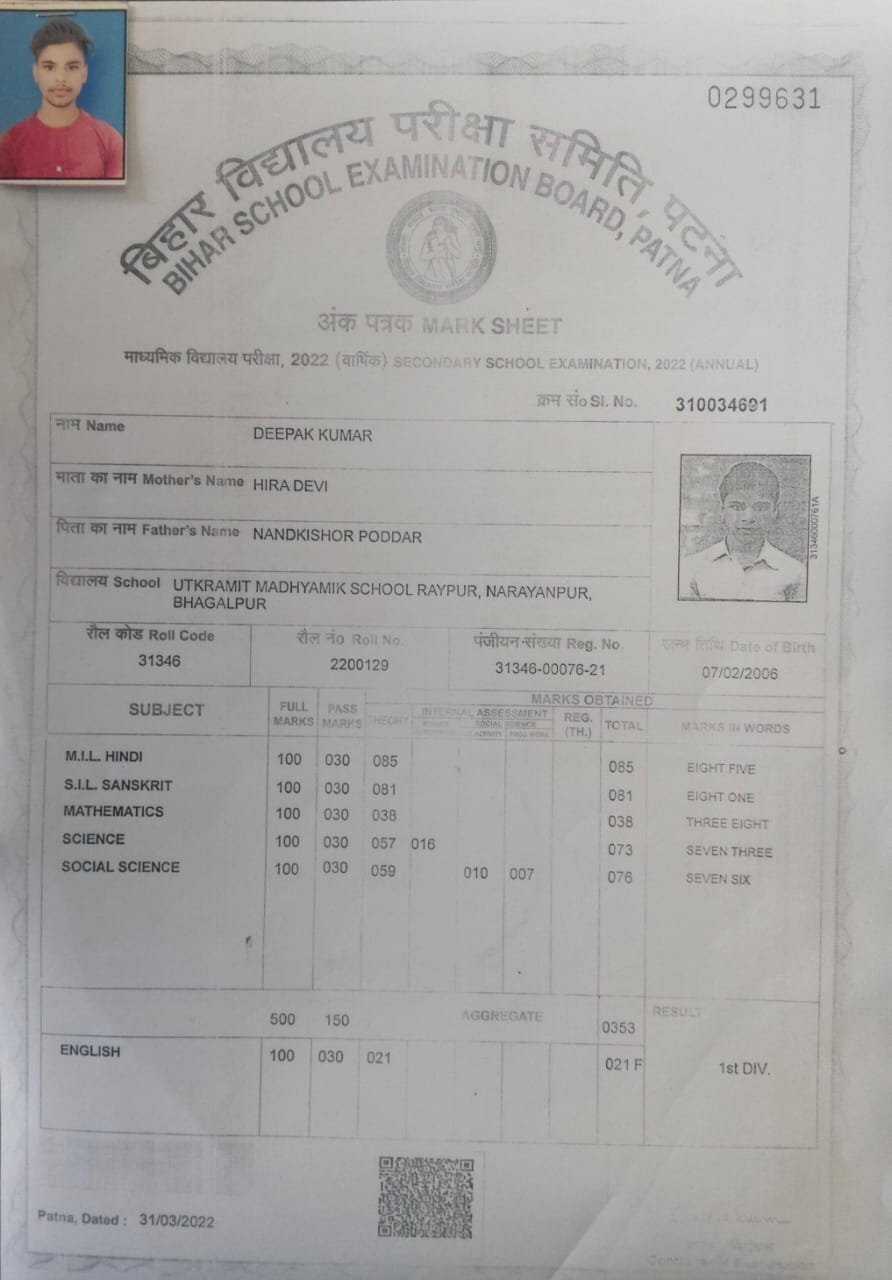 0299631
बिहार विद्यालय परीक्षा समिति, पटना
BIHAR SCHOOL EXAMINATION BOARD, PATNA
अंक पत्रक MARK SHEET
माध्यमिक विद्यालय परीक्षा, 2022 (वार्षिक) SECONDARY SCHOOL EXAMINATION, 2022 (ANNUAL)
क्रम सं० Sl. No. 310034691
नाम Name DEEPAK KUMAR
माता का नाम Mother's Name HIRA DEVI
पिता का नाम Father's Name NANDKISHOR PODDAR
विद्यालय School UTKRAMIT MADHYAMIK SCHOOL RAYPUR, NARAYANPUR,
BHAGALPUR
31346000761A
रौल कोड Roll Code रौल नं० Roll No. पंजीयन संख्या Reg. No. जन्म तिथि Date of Birth
31346 2200129 31346-00076-21 07/02/2006
MARKS OBTAINED
SUBJECT FULL MARKS PASS MARKS THEORY INTERNAL ASSESSMENT REG. (TH.) TOTAL MARKS IN WORDS
SOCIAL SCIENCE
ACTIVITY PROJ. WORK
M.I.L. HINDI 100 030 085 085 EIGHT FIVE
S.I.L. SANSKRIT 100 030 081 081 EIGHT ONE
MATHEMATICS 100 030 038 038 THREE EIGHT
SCIENCE 100 030 057 016 073 SEVEN THREE
SOCIAL SCIENCE 100 030 059 010 007 076 SEVEN SIX
500 150 AGGREGATE 0353 RESULT
ENGLISH 100 030 021 021 F 1st DIV.
Patna, Dated : 31/03/2022